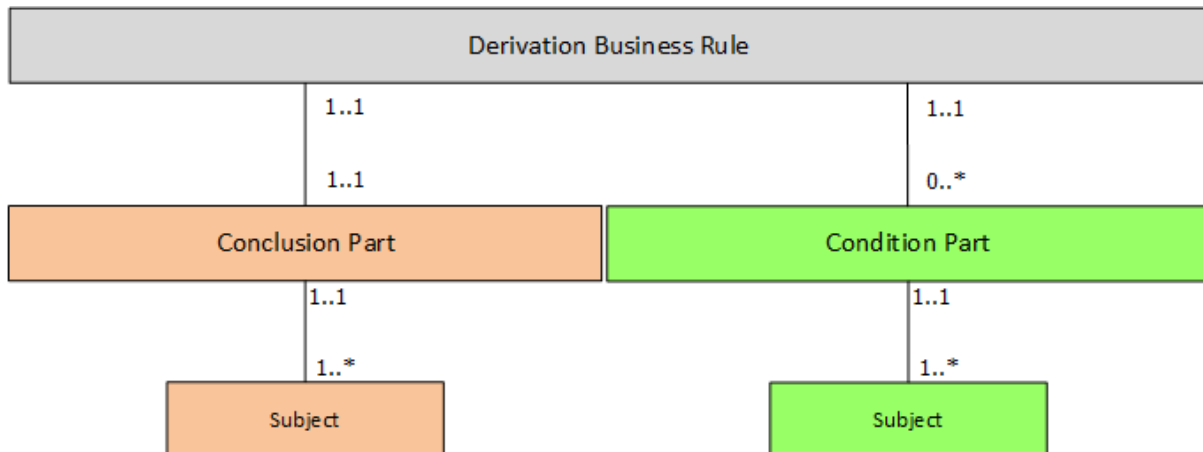 Derivation Business Rule
1..1 1..1
1..1 0..*
Conclusion Part Condition Part
1..1 1..1
1..* 1..*
Subject Subject